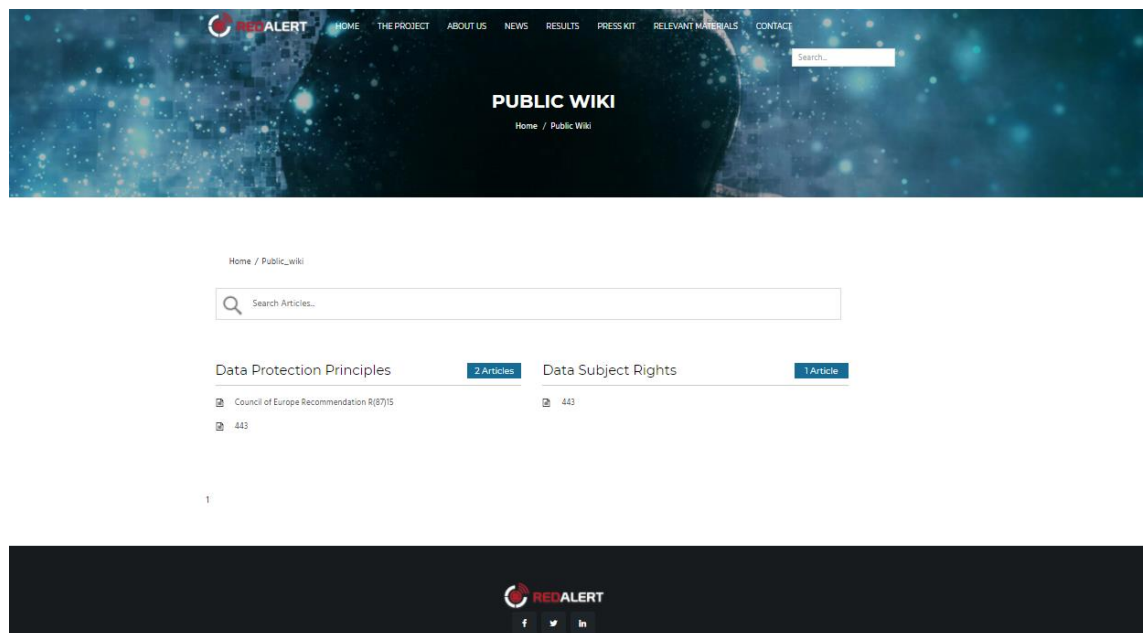 REDALERT HOME THE PROJECT ABOUT US NEWS RESULTS PRESS KIT RELEVANT MATERIALS CONTACT
Search...
PUBLIC WIKI
Home / Public Wiki
Home / Public_wiki
Search Articles...
Data Protection Principles 2 Articles
Council of Europe Recommendation R(87)15
443
Data Subject Rights 1 Article
443
1
REDALERT